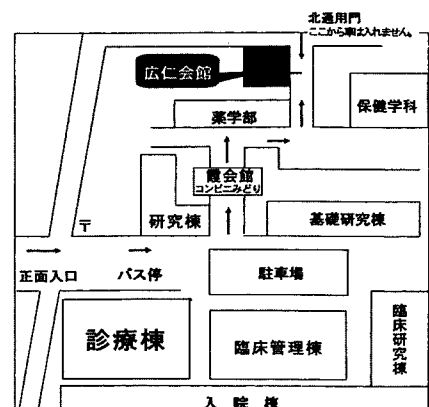 北通用門
ここから車は入れません。
広仁会館
保健学科
薬学部
霞会館
コンビニみどり
研究棟
基礎研究棟
〒
正面入口
バス停
駐車場
診療棟
臨床管理棟
臨床研究棟
入院棟